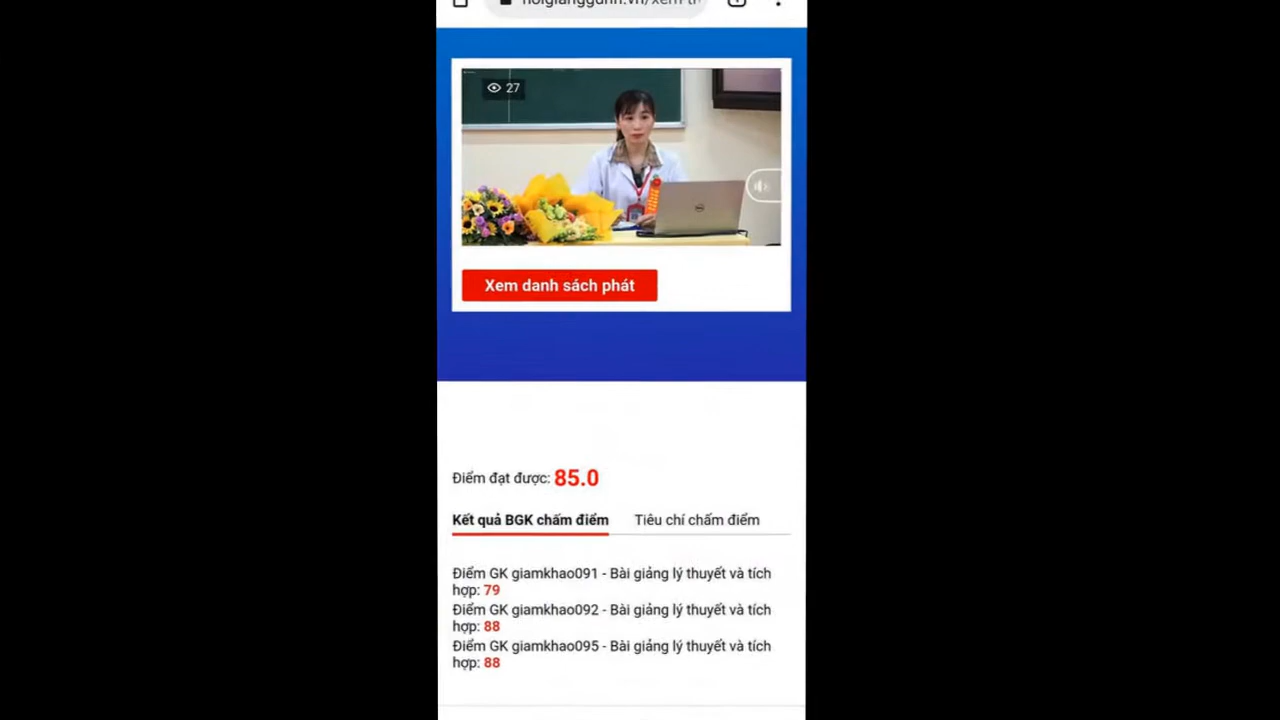 27
DELL
Xem danh sách phát
Điểm đạt được: 85.0
Kết quả BGK chấm điểm
Tiêu chí chấm điểm
Điểm GK giamkhao091 - Bài giảng lý thuyết và tích
hợp: 79
Điểm GK giamkhao092 - Bài giảng lý thuyết và tích
hợp: 88
Điểm GK giamkhao095 - Bài giảng lý thuyết và tích
hợp: 88